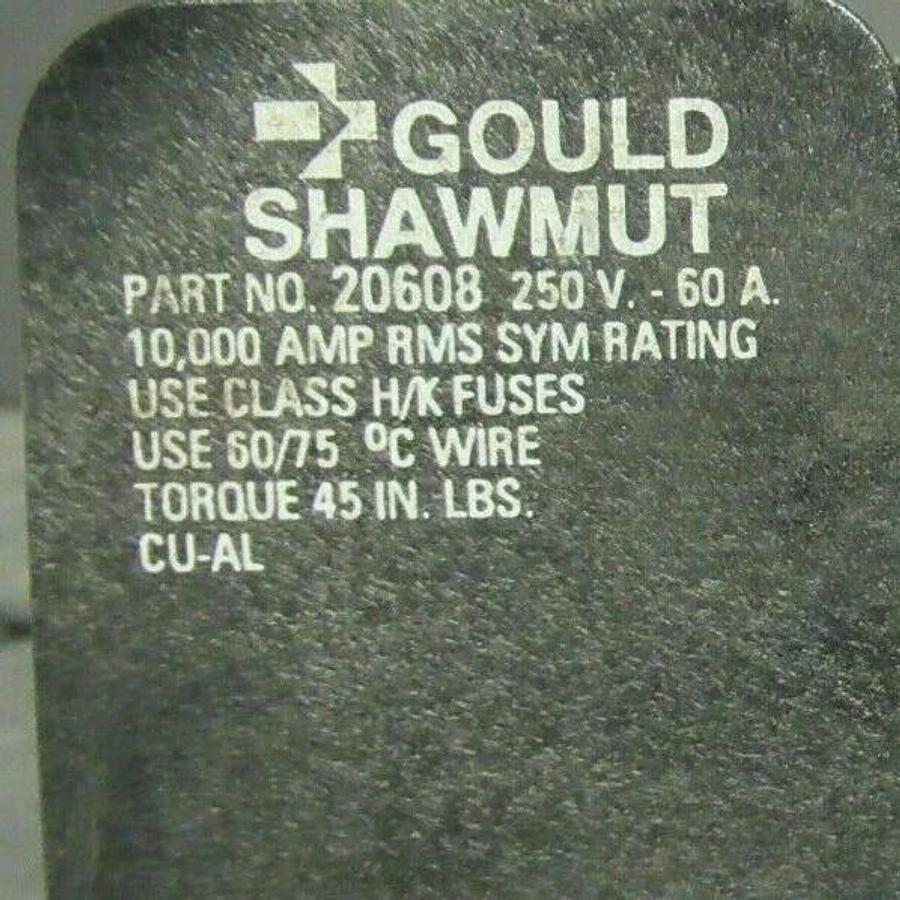 GOULD
SHAWMUT
PART NO. 20608 250 V. - 60 A.
10,000 AMP RMS SYM RATING
USE CLASS H/K FUSES
USE 60/75 ºC WIRE
TORQUE 45 IN. LBS.
CU-AL